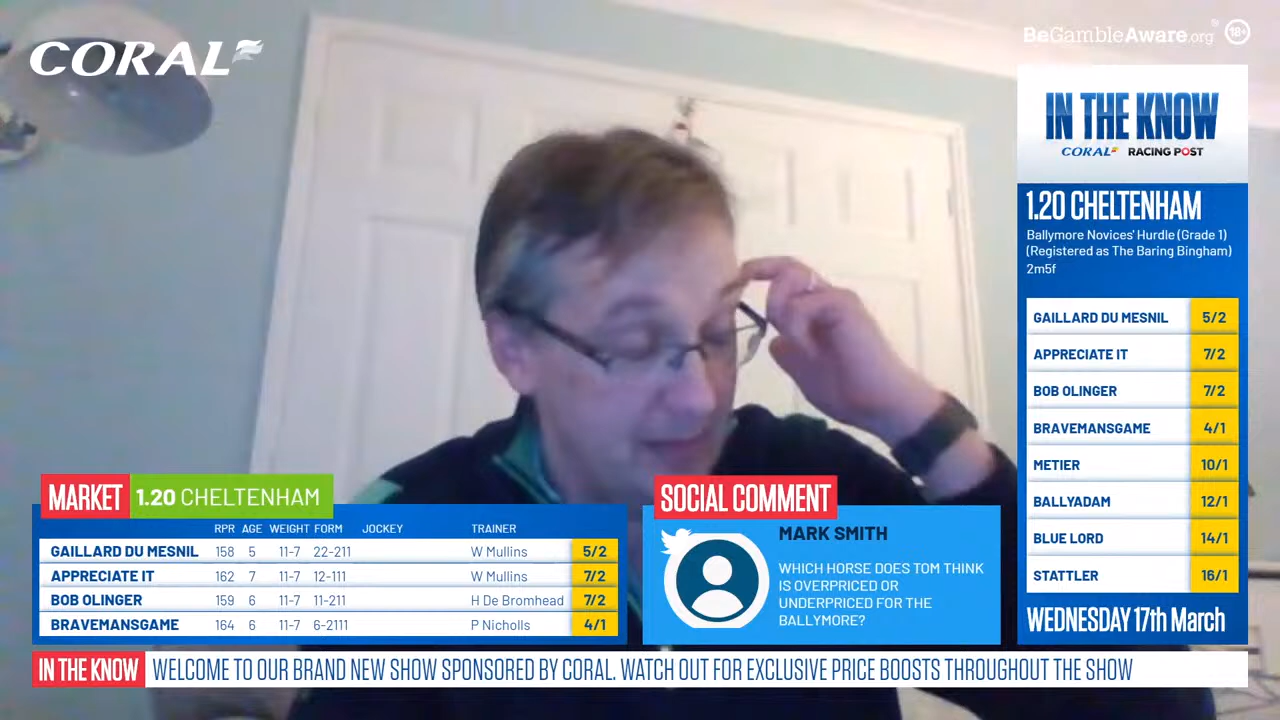 CORAL
BeGambleAware.org® 18+
IN THE KNOW
CORAL RACING POST
1.20 CHELTENHAM
Ballymore Novices' Hurdle (Grade 1)
(Registered as The Baring Bingham)
2m5f
GAILLARD DU MESNIL 5/2
APPRECIATE IT 7/2
BOB OLINGER 7/2
BRAVEMANSGAME 4/1
METIER 10/1
BALLYADAM 12/1
BLUE LORD 14/1
STATTLER 16/1
WEDNESDAY 17th March
MARKET 1.20 CHELTENHAM
RPR AGE WEIGHT FORM JOCKEY TRAINER
GAILLARD DU MESNIL 158 5 11-7 22-211 W Mullins 5/2
APPRECIATE IT 162 7 11-7 12-111 W Mullins 7/2
BOB OLINGER 159 6 11-7 11-211 H De Bromhead 7/2
BRAVEMANSGAME 164 6 11-7 6-2111 P Nicholls 4/1
SOCIAL COMMENT
MARK SMITH
WHICH HORSE DOES TOM THINK
IS OVERPRICED OR
UNDERPRICED FOR THE
BALLYMORE?
IN THE KNOW WELCOME TO OUR BRAND NEW SHOW SPONSORED BY CORAL. WATCH OUT FOR EXCLUSIVE PRICE BOOSTS THROUGHOUT THE SHOW